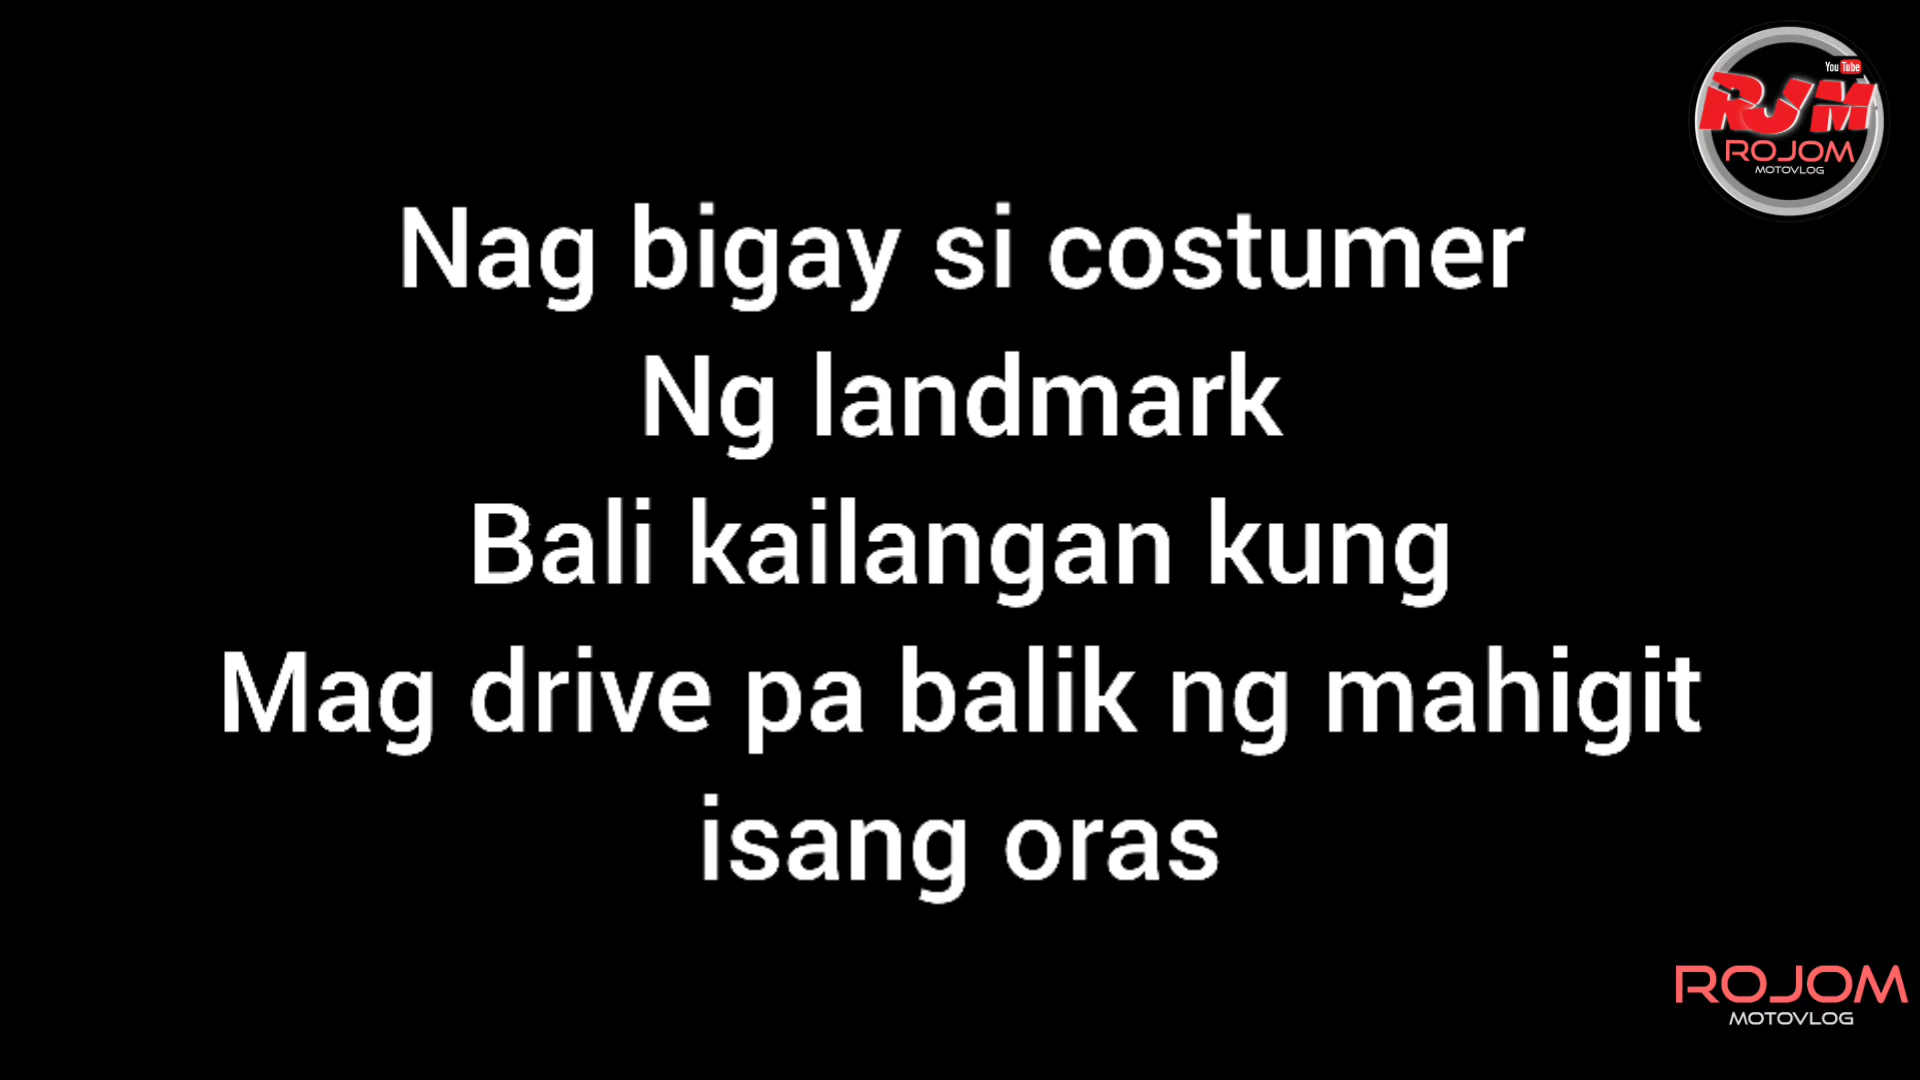 You Tube
RJM
ROJOM
MOTOVLOG
Nag bigay si costumer
Ng landmark
Bali kailangan kung
Mag drive pa balik ng mahigit
isang oras
ROJOM
MOTOVLOG